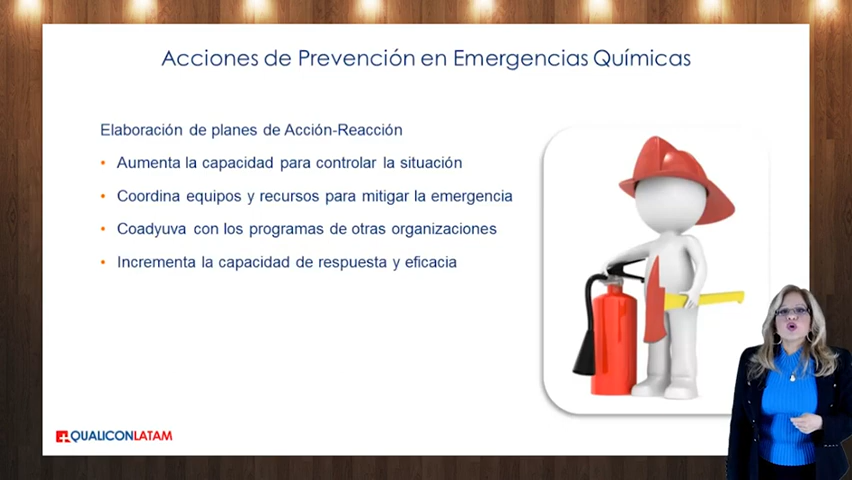 Acciones de Prevención en Emergencias Químicas
Elaboración de planes de Acción-Reacción
• Aumenta la capacidad para controlar la situación
• Coordina equipos y recursos para mitigar la emergencia
• Coadyuva con los programas de otras organizaciones
• Incrementa la capacidad de respuesta y eficacia
QUALICONLATAM